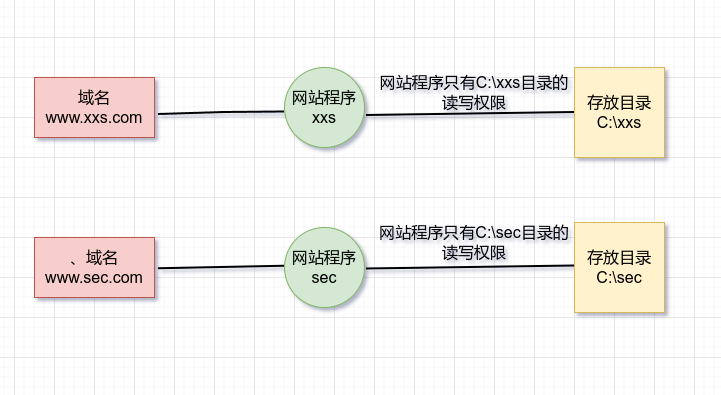 域名
www.xxs.com
网站程序
xxs
网站程序只有C:\xxs目录的
读写权限
存放目录
C:\xxs
、域名
www.sec.com
网站程序
sec
网站程序只有C:\sec目录的
读写权限
存放目录
C:\sec